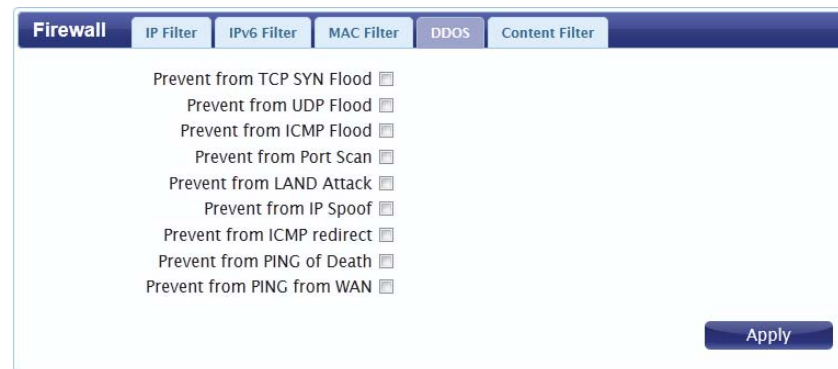 Firewall IP Filter IPv6 Filter MAC Filter DDOS Content Filter
Prevent from TCP SYN Flood
Prevent from UDP Flood
Prevent from ICMP Flood
Prevent from Port Scan
Prevent from LAND Attack
Prevent from IP Spoof
Prevent from ICMP redirect
Prevent from PING of Death
Prevent from PING from WAN
Apply